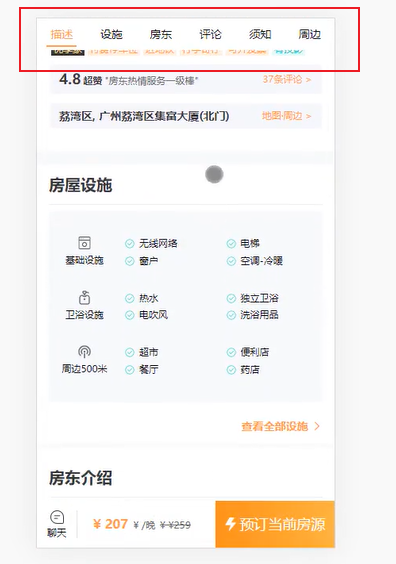 描述 设施 房东 评论 须知 周边
4.8 超赞 "房东热情服务一级棒" 37条评论 >
荔湾区, 广州荔湾区集富大厦(北门) 地图·周边 >
房屋设施
基础设施
无线网络 电梯
窗户 空调-冷暖
卫浴设施
热水 独立卫浴
电吹风 洗浴用品
周边500米
超市 便利店
餐厅 药店
查看全部设施 >
房东介绍
聊天
¥ 207 ¥ /晚 ¥ ¥259
预订当前房源